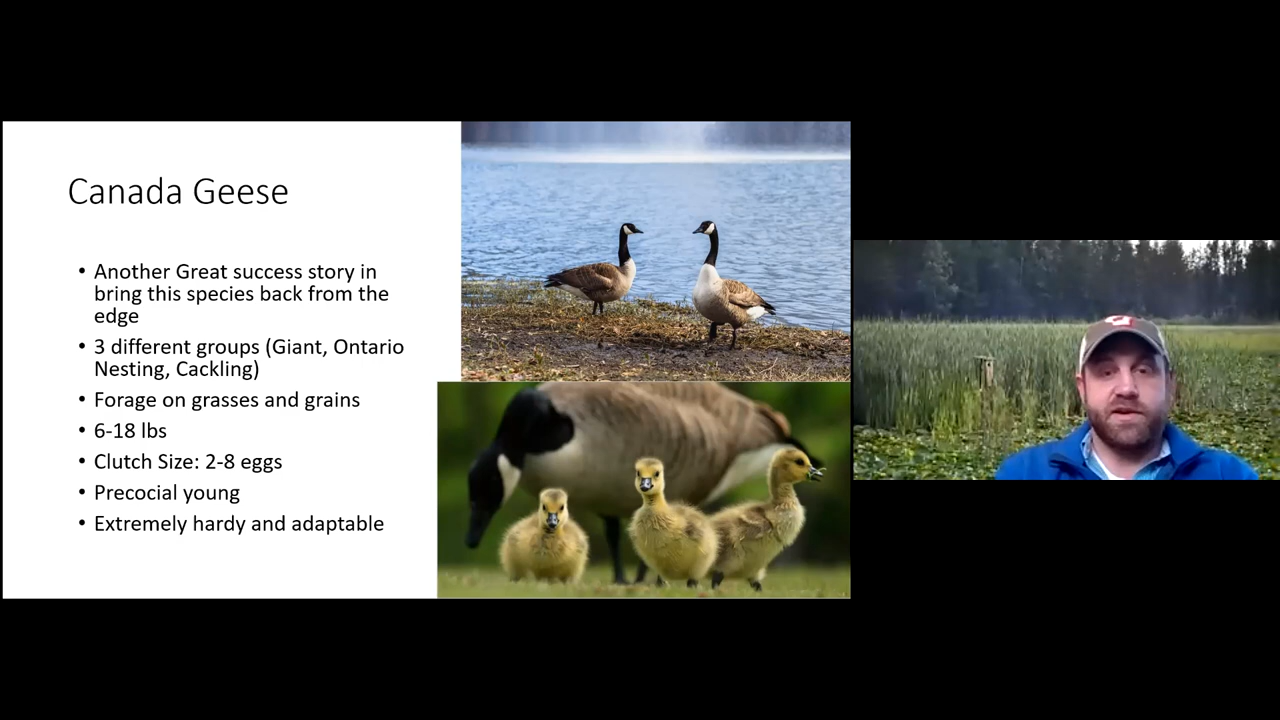 Canada Geese
• Another Great success story in
bring this species back from the
edge
• 3 different groups (Giant, Ontario
Nesting, Cackling)
• Forage on grasses and grains
• 6-18 lbs
• Clutch Size: 2-8 eggs
• Precocial young
• Extremely hardy and adaptable